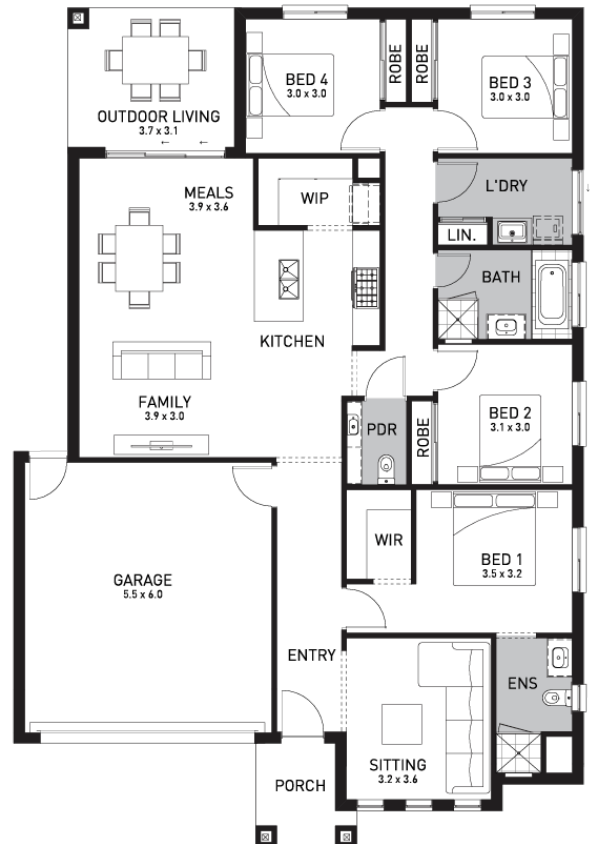 BED 4
3.0 x 3.0
ROBE
ROBE
BED 3
3.0 x 3.0
OUTDOOR LIVING
3.7 x 3.1
MEALS
3.9 x 3.6
WIP
L'DRY
LIN.
BATH
KITCHEN
FAMILY
3.9 x 3.0
PDR
ROBE
BED 2
3.1 x 3.0
WIR
BED 1
3.5 x 3.2
GARAGE
5.5 x 6.0
ENTRY
ENS
SITTING
3.2 x 3.6
PORCH